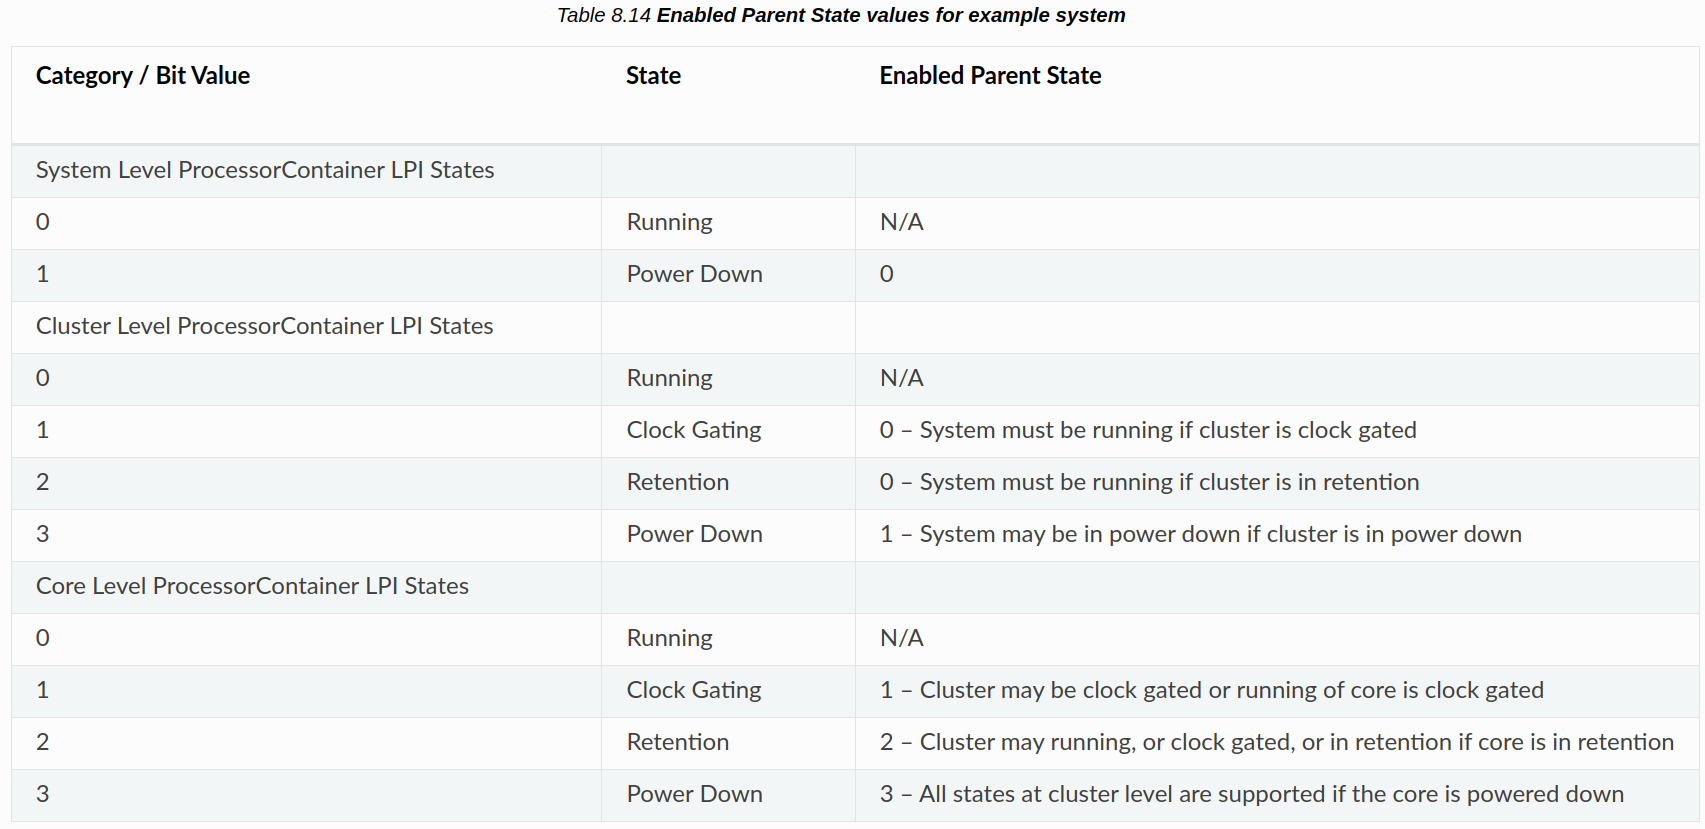 Table 8.14 Enabled Parent State values for example system
Category / Bit Value State Enabled Parent State
System Level ProcessorContainer LPI States
0 Running N/A
1 Power Down 0
Cluster Level ProcessorContainer LPI States
0 Running N/A
1 Clock Gating 0 – System must be running if cluster is clock gated
2 Retention 0 – System must be running if cluster is in retention
3 Power Down 1 – System may be in power down if cluster is in power down
Core Level ProcessorContainer LPI States
0 Running N/A
1 Clock Gating 1 – Cluster may be clock gated or running of core is clock gated
2 Retention 2 – Cluster may running, or clock gated, or in retention if core is in retention
3 Power Down 3 – All states at cluster level are supported if the core is powered down